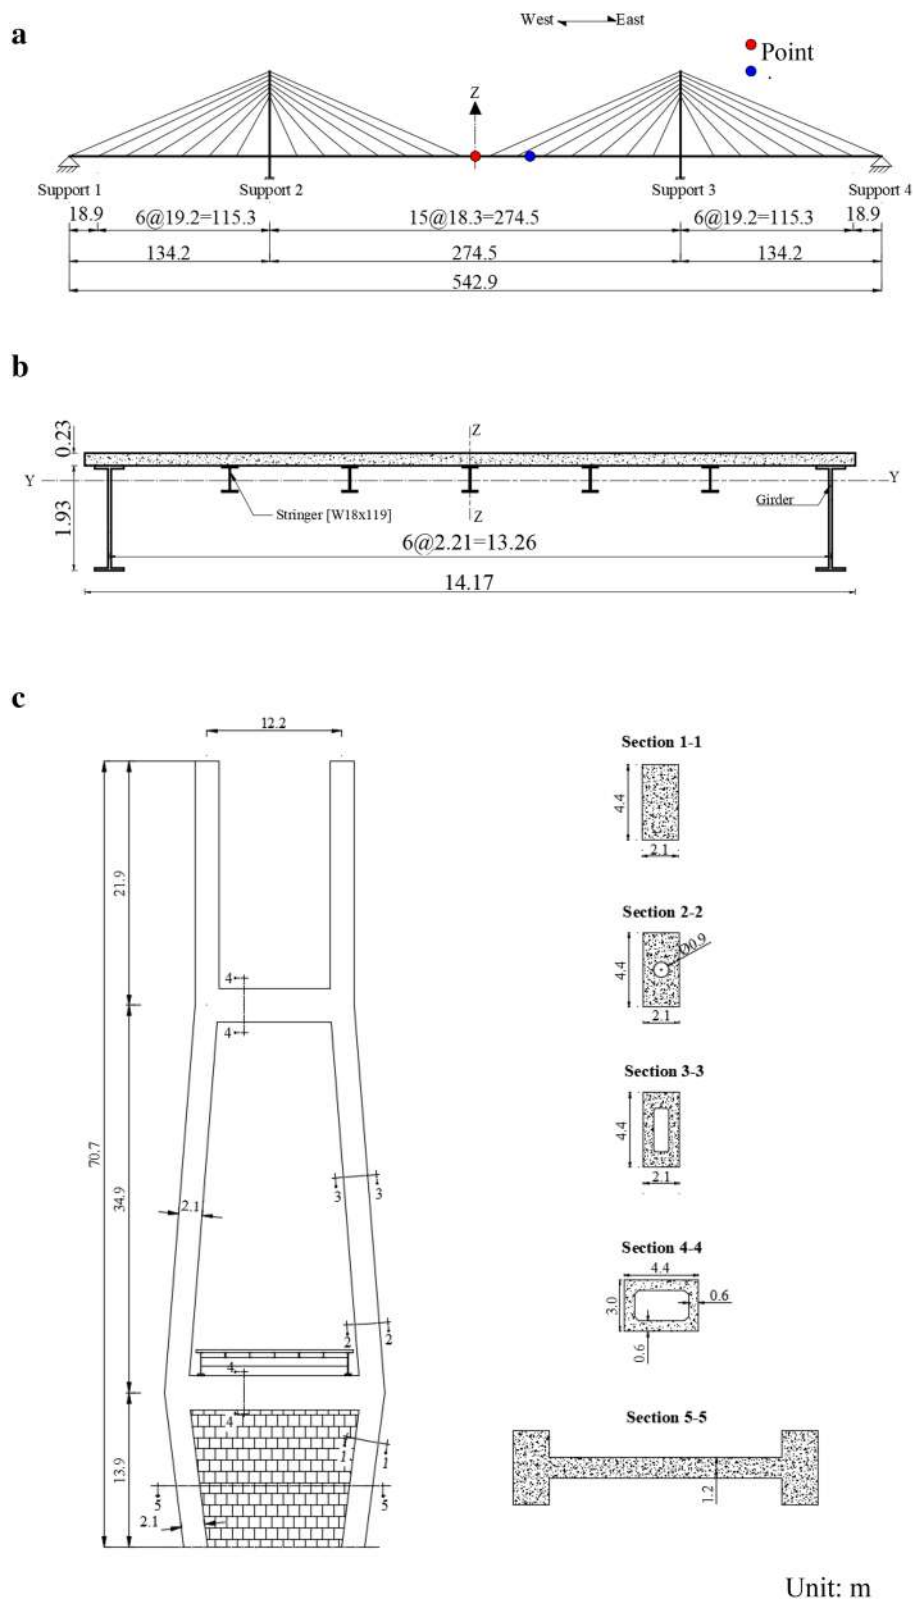 a
West East
Point
.
Z
Support 1 Support 2 Support 3 Support 4
18.9 6@19.2=115.3 15@18.3=274.5 6@19.2=115.3 18.9
134.2 274.5 134.2
542.9
b
0.23
Z
Y Y
1.93
Stringer [W18x119]
Girder
Z
6@2.21=13.26
14.17
c
12.2
Section 1-1
4.4
2.1
21.9
Section 2-2
Ø0.9
4.4
2.1
4
4
Section 3-3
4.4
2.1
70.7
34.9
3 3
2.1
Section 4-4
4.4
3.0
0.6
0.6
2 2
4
4
Section 5-5
1.2
13.9
1 1
5 5
2.1
Unit: m